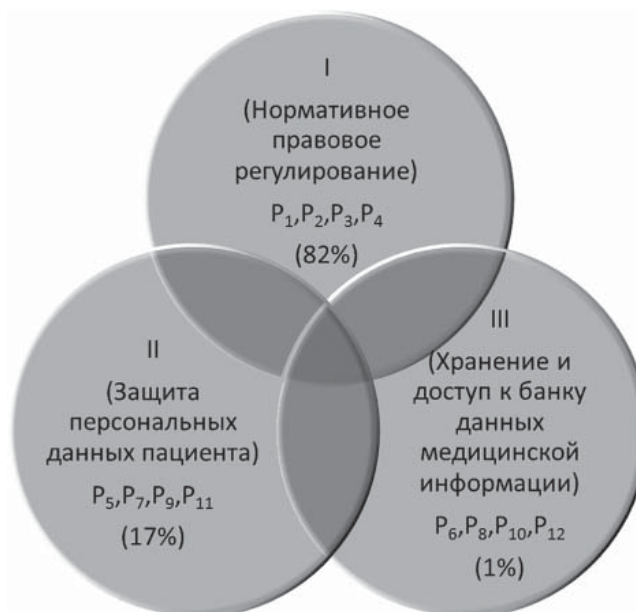 I
(Нормативное
правовое
регулирование)
P₁,P₂,P₃,P₄
(82%)
II
(Защита
персональных
данных пациента)
P₅,P₇,P₉,P₁₁
(17%)
III
(Хранение и
доступ к банку
данных
медицинской
информации)
P₆,P₈,P₁₀,P₁₂
(1%)